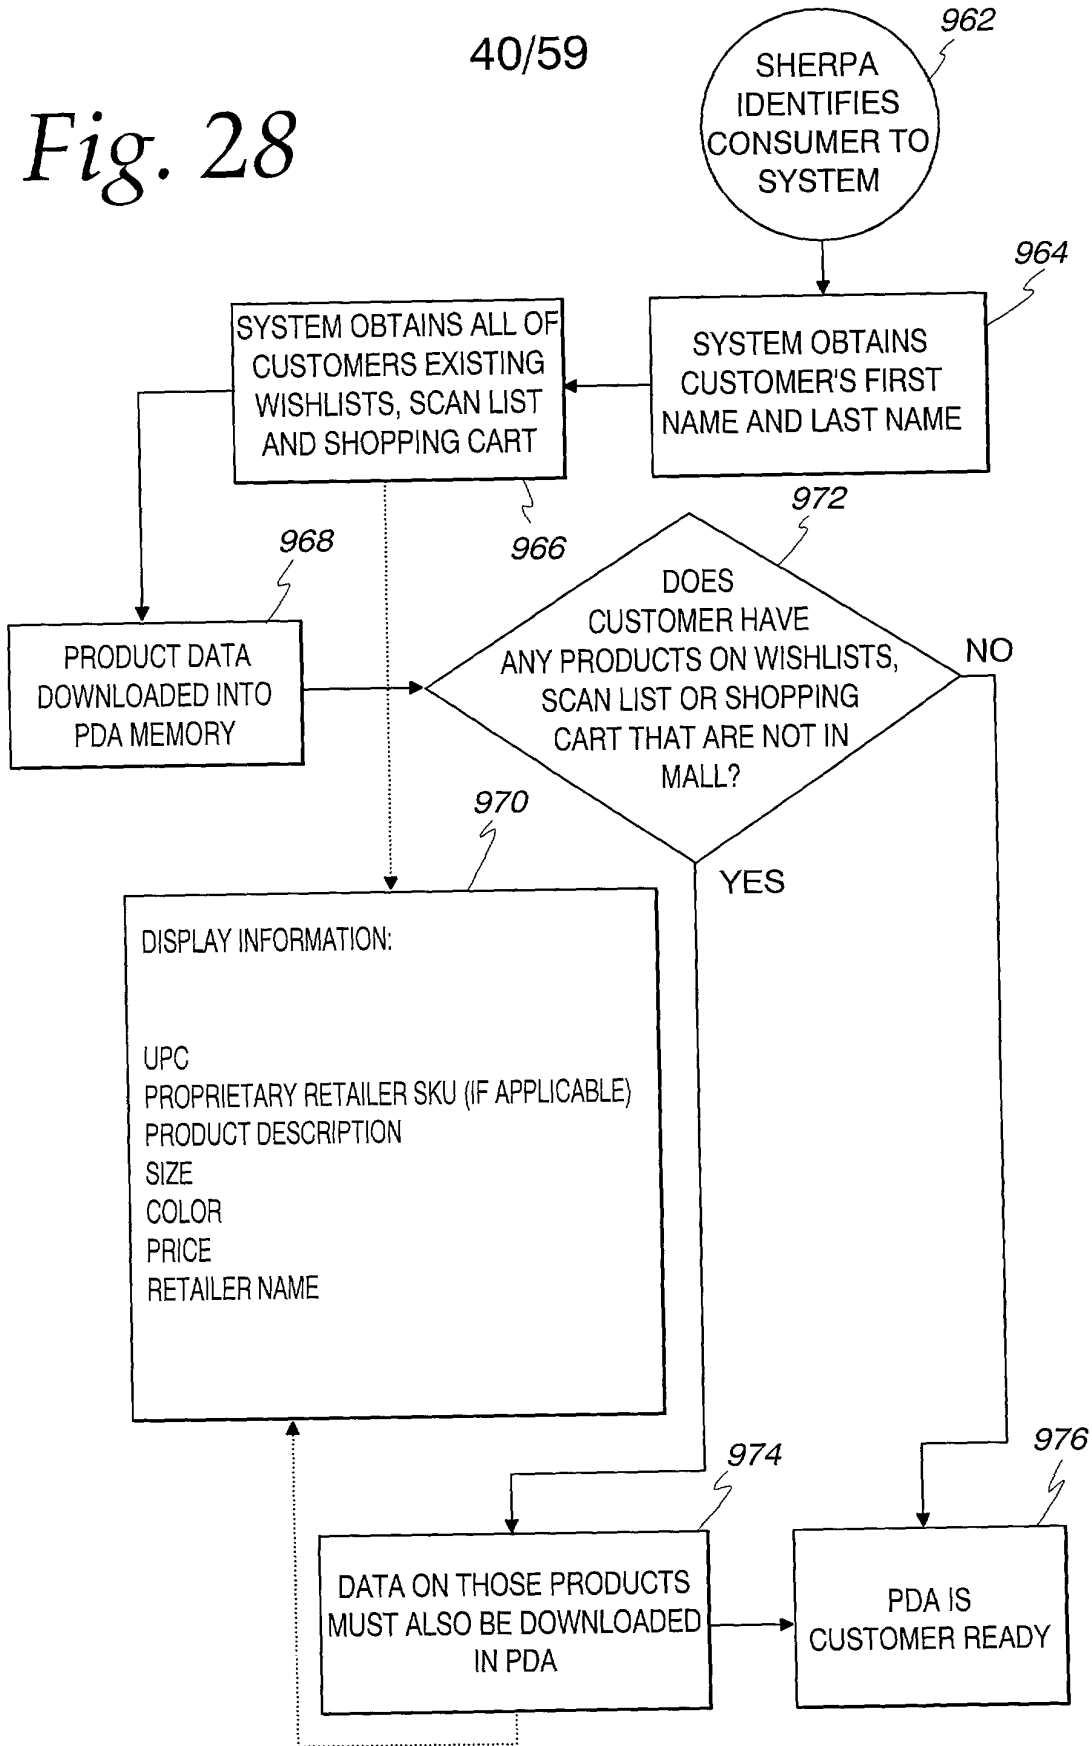 40/59
Fig. 28
962
SHERPA
IDENTIFIES
CONSUMER TO
SYSTEM
964
SYSTEM OBTAINS
CUSTOMER'S FIRST
NAME AND LAST NAME
SYSTEM OBTAINS ALL OF
CUSTOMERS EXISTING
WISHLISTS, SCAN LIST
AND SHOPPING CART
966
968
PRODUCT DATA
DOWNLOADED INTO
PDA MEMORY
972
DOES
CUSTOMER HAVE
ANY PRODUCTS ON WISHLISTS,
SCAN LIST OR SHOPPING
CART THAT ARE NOT IN
MALL?
NO
YES
970
DISPLAY INFORMATION:
UPC
PROPRIETARY RETAILER SKU (IF APPLICABLE)
PRODUCT DESCRIPTION
SIZE
COLOR
PRICE
RETAILER NAME
974
DATA ON THOSE PRODUCTS
MUST ALSO BE DOWNLOADED
IN PDA
976
PDA IS
CUSTOMER READY